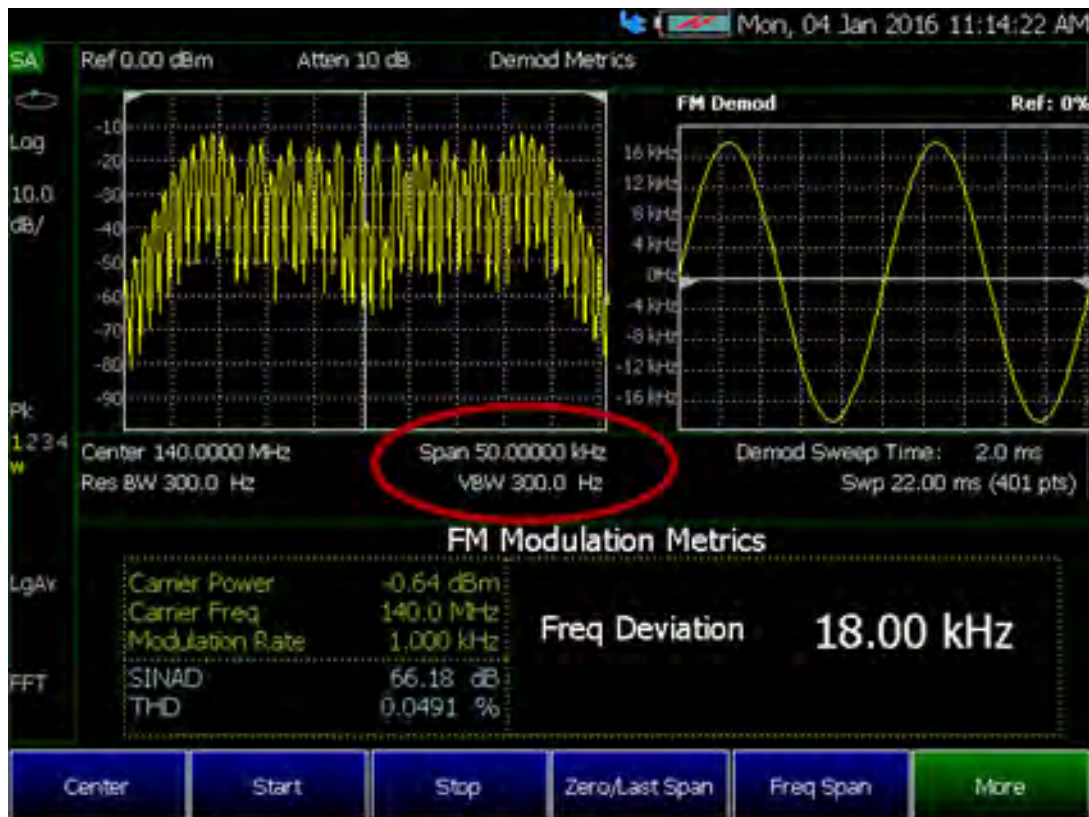 Mon, 04 Jan 2016 11:14:22 AM
SA
Ref 0.00 dBm Atten 10 dB Demod Metrics
Log
10.0
dB/
-10
-20
-30
-40
-50
-60
-70
-80
-90
FM Demod Ref: 0%
16 kHz
12 kHz
8 kHz
4 kHz
0Hz
-4 kHz
-8 kHz
-12 kHz
-16 kHz
Pk
1 2 3 4
W
Center 140.0000 MHz Span 50.00000 kHz
Res BW 300.0 Hz VBW 300.0 Hz
Demod Sweep Time: 2.0 ms
Swp 22.00 ms (401 pts)
FM Modulation Metrics
LgAv
Carrier Power -0.64 dBm
Carrier Freq 140.0 MHz
Modulation Rate 1.000 kHz
SINAD 66.18 dB
THD 0.0491 %
Freq Deviation 18.00 kHz
FFT
Center Start Stop Zero/Last Span Freq Span More